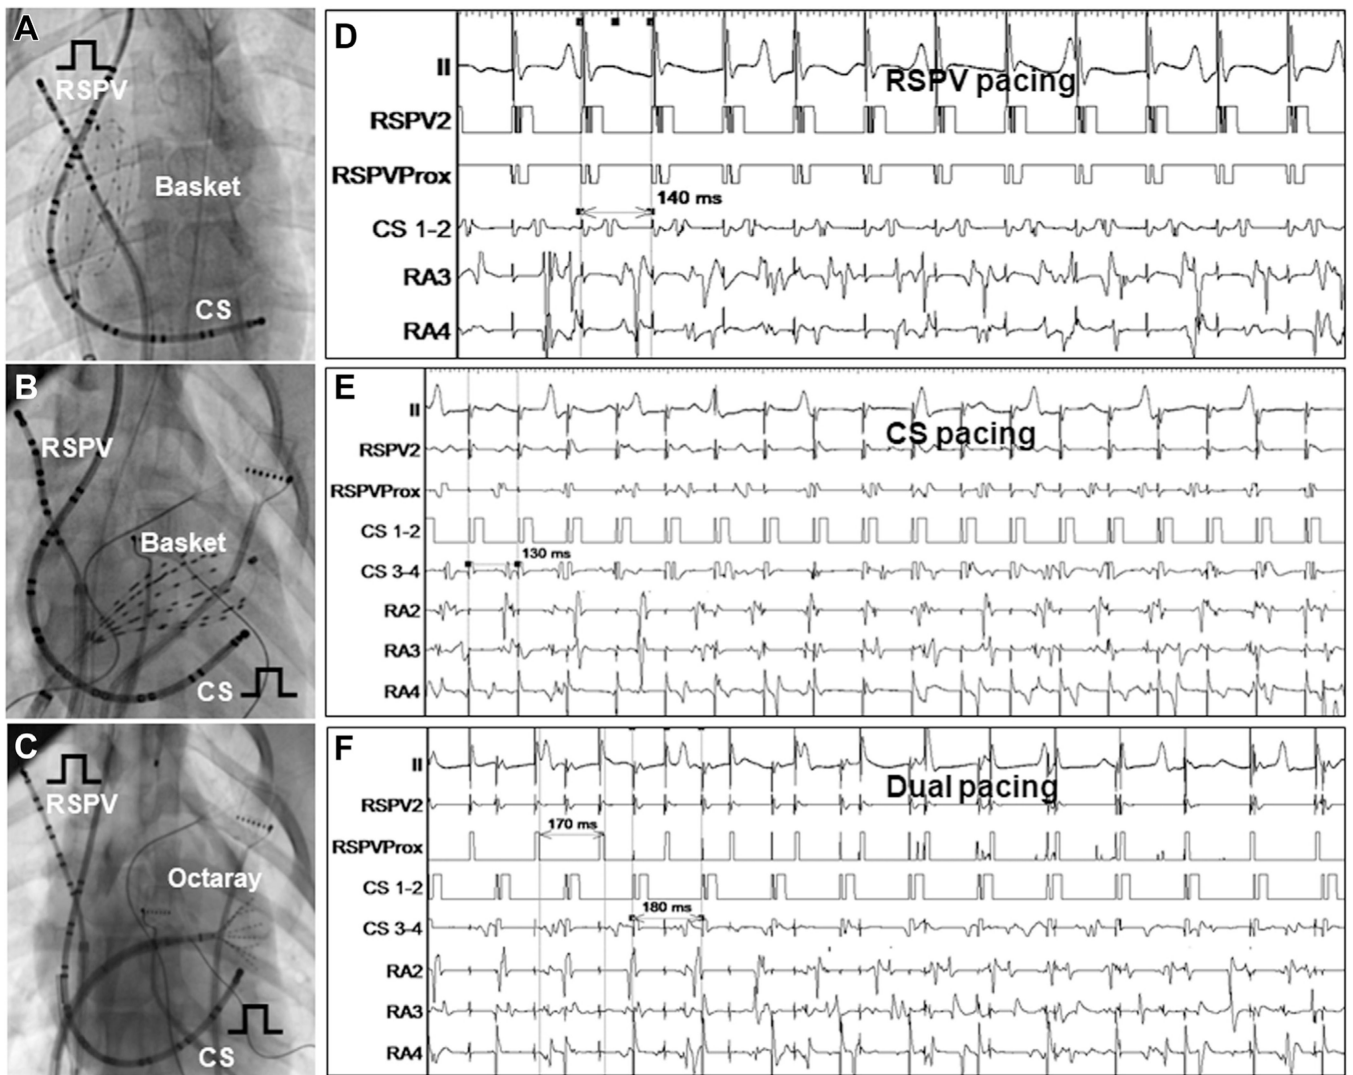 A
RSPV
Basket
CS
B
RSPV
Basket
CS
C
RSPV
Octaray
CS
D
II
RSPV pacing
RSPV2
RSPVProx
140 ms
CS 1-2
RA3
RA4
E
II
CS pacing
RSPV2
RSPVProx
CS 1-2
130 ms
CS 3-4
RA2
RA3
RA4
F
II
Dual pacing
RSPV2
170 ms
RSPVProx
CS 1-2
180 ms
CS 3-4
RA2
RA3
RA4